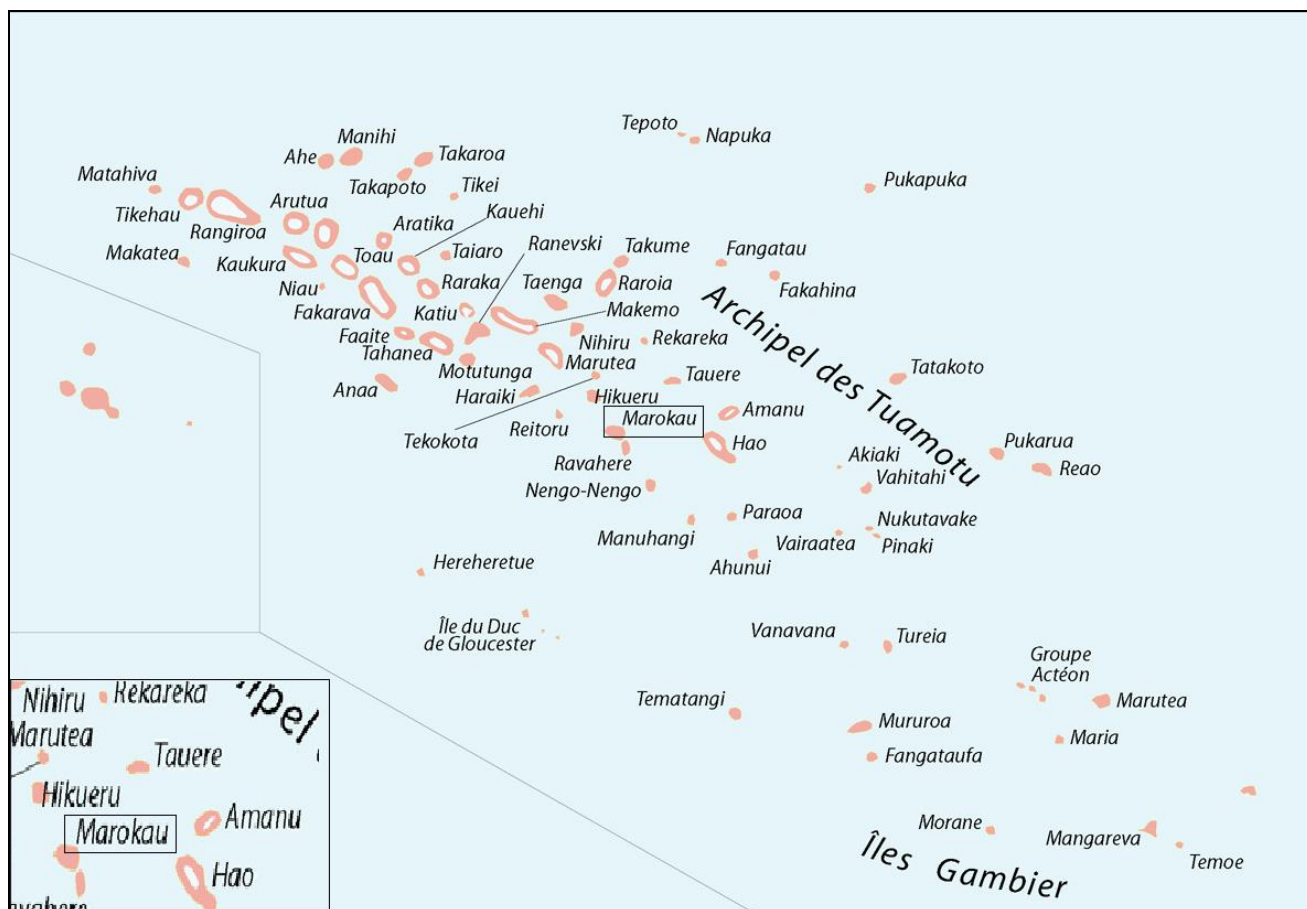 Tepoto
Napuka
Manihi
Ahe
Takaroa
Matahiva
Takapoto
Tikei
Pukapuka
Tikehau
Arutua
Kauehi
Rangiroa
Aratika
Makatea
Kaukura
Toau
Taiaro
Ranevski
Takume
Fangatau
Niau
Raraka
Taenga
Raroia
Fakahina
Fakarava
Katiu
Makemo
Faaite
Nihiru
Rekareka
Tahanea
Marutea
Motutunga
Tauere
Tatakoto
Anaa
Haraiki
Hikueru
Amanu
Archipel des Tuamotu
Tekokota
Reitoru
Marokau
Hao
Pukarua
Ravahere
Akiaki
Reao
Vahitahi
Nengo-Nengo
Paraoa
Nukutavake
Manuhangi
Vairaatea
Pinaki
Hereheretue
Ahunui
Île du Duc
de Gloucester
Vanavana
Tureia
Groupe
Actéon
Tematangi
Marutea
Mururoa
Maria
Fangataufa
Morane
Mangareva
Temoe
Îles Gambier
Nihiru
Rekareka
Marutea
Tauere
Hikueru
Amanu
Marokau
Hao